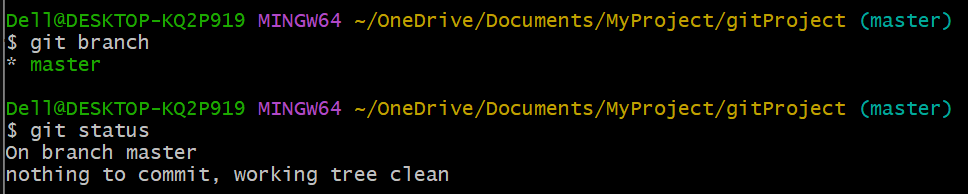 Dell@DESKTOP-KQ2P919 MINGW64 ~/OneDrive/Documents/MyProject/gitProject (master)
$ git branch
* master
Dell@DESKTOP-KQ2P919 MINGW64 ~/OneDrive/Documents/MyProject/gitProject (master)
$ git status
On branch master
nothing to commit, working tree clean